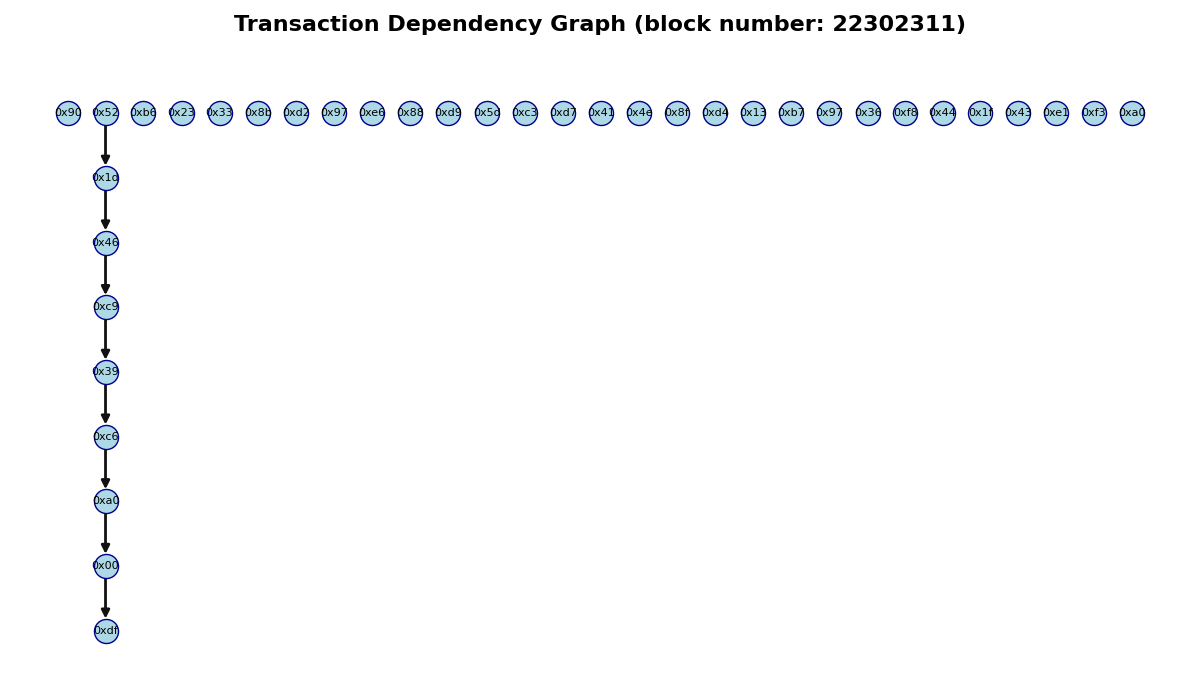 Transaction Dependency Graph (block number: 22302311)
0x90 0x52 0xb6 0x23 0x33 0x8b 0xd2 0x97 0xe6 0x88 0xd9 0x5d 0xc3 0xd7 0x41 0x4e 0x8f 0xd4 0x13 0xb7 0x97 0x36 0xf8 0x44 0x1f 0x43 0xe1 0xf3 0xa0
0x1d
0x46
0xc9
0x39
0xc6
0xa0
0x00
0xdf